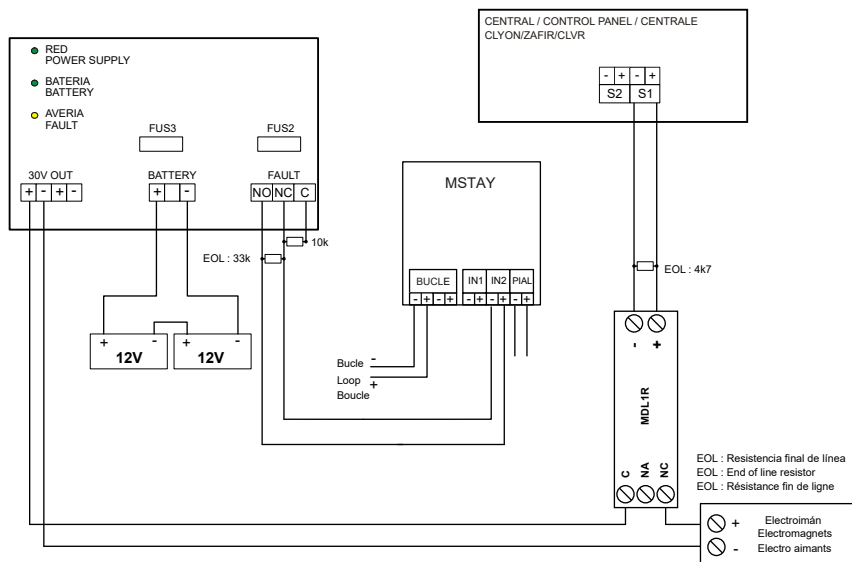 RED
POWER SUPPLY
BATERIA
BATTERY
AVERIA
FAULT
FUS3
FUS2
30V OUT
BATTERY
FAULT
+ - + -
+ -
NO NC C
10k
EOL : 33k
+ - + -
12V 12V
MSTAY
BUCLE IN1 IN2 PIAL
- + - + - + - + - +
Bucle -
Loop +
Boucle
CENTRAL / CONTROL PANEL / CENTRALE
CLYON/ZAFIR/CLVR
- + - +
S2 S1
EOL : 4k7
- +
MDL1R
C NA NC
EOL : Resistencia final de línea
EOL : End of line resistor
EOL : Résistance fin de ligne
+ Electroimán
Electromagnets
- Electro aimants